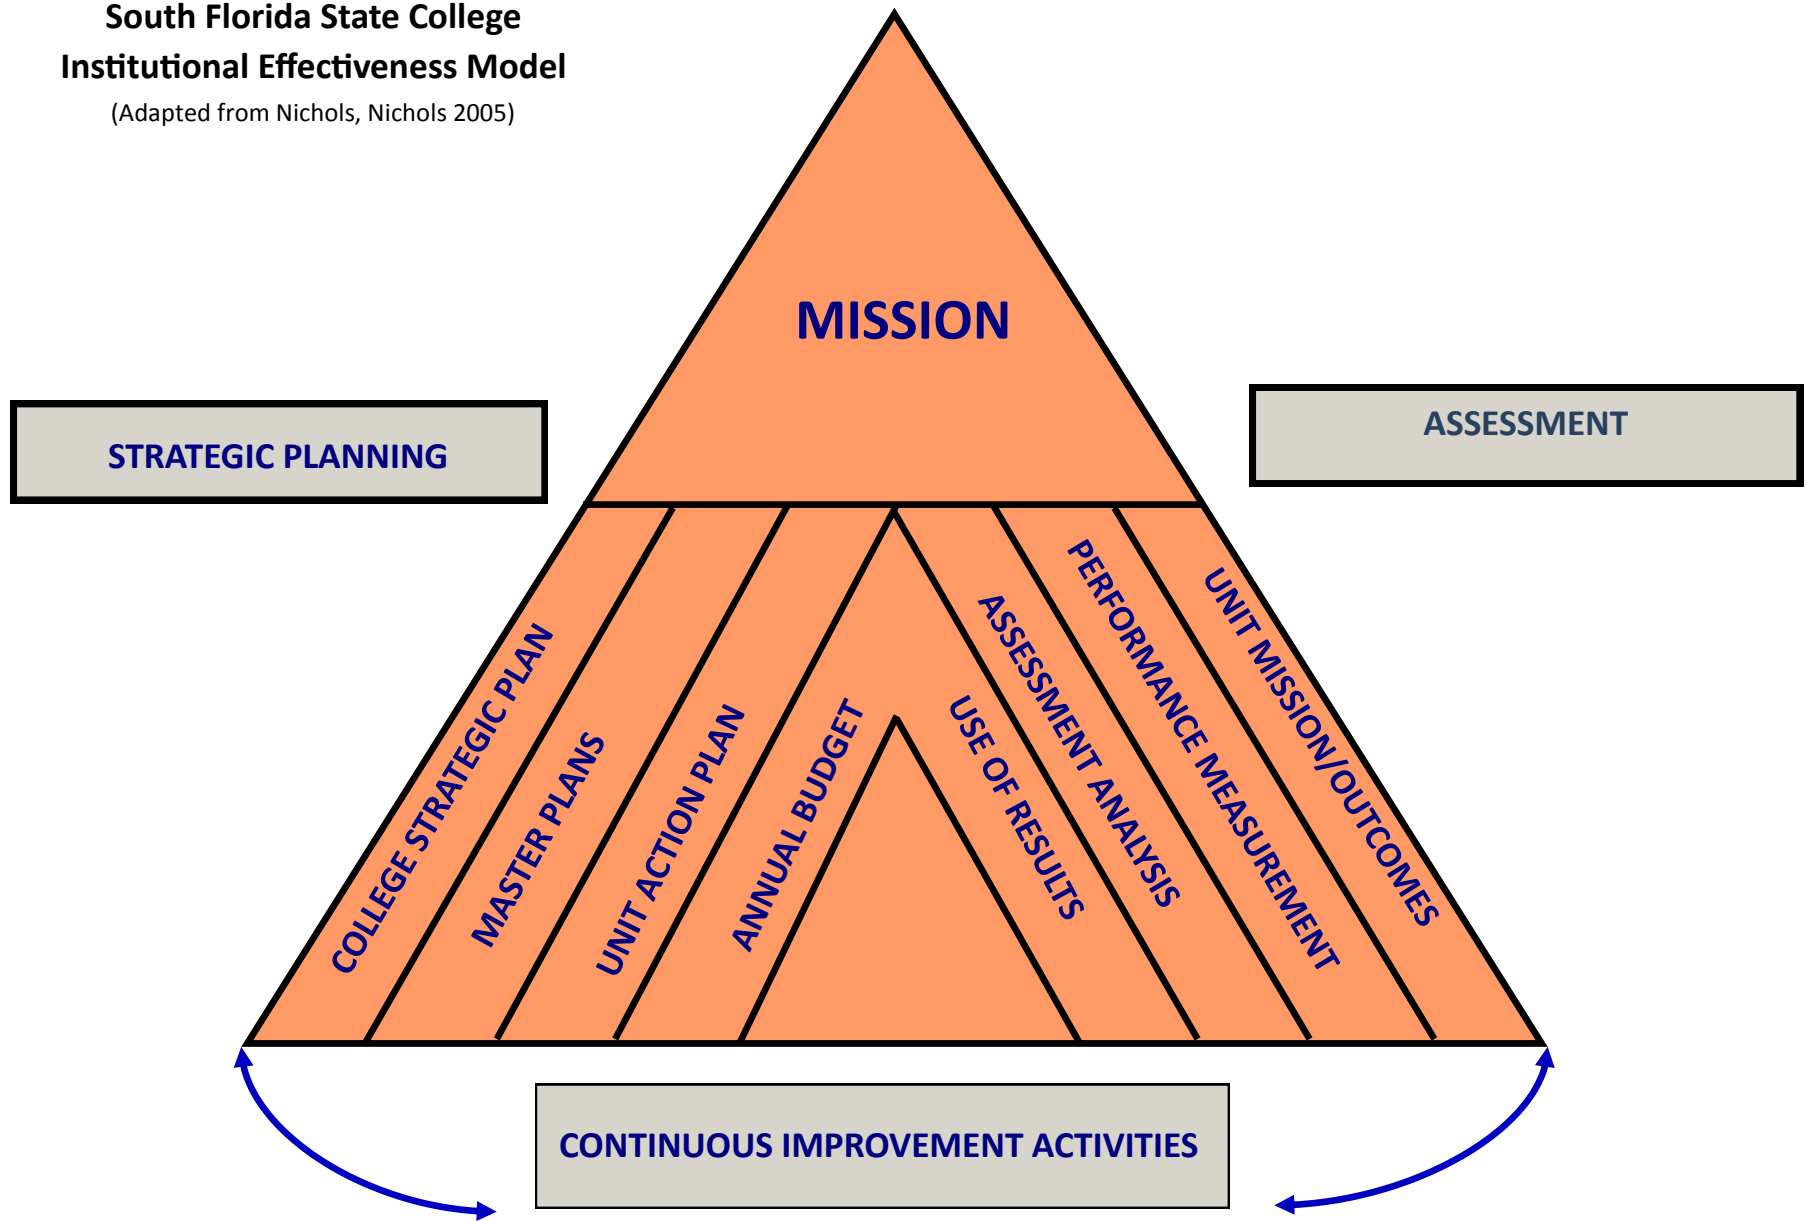 South Florida State College
Institutional Effectiveness Model
(Adapted from Nichols, Nichols 2005)
MISSION
STRATEGIC PLANNING
ASSESSMENT
COLLEGE STRATEGIC PLAN
MASTER PLANS
UNIT ACTION PLAN
ANNUAL BUDGET
USE OF RESULTS
ASSESSMENT ANALYSIS
PERFORMANCE MEASUREMENT
UNIT MISSION/OUTCOMES
CONTINUOUS IMPROVEMENT ACTIVITIES